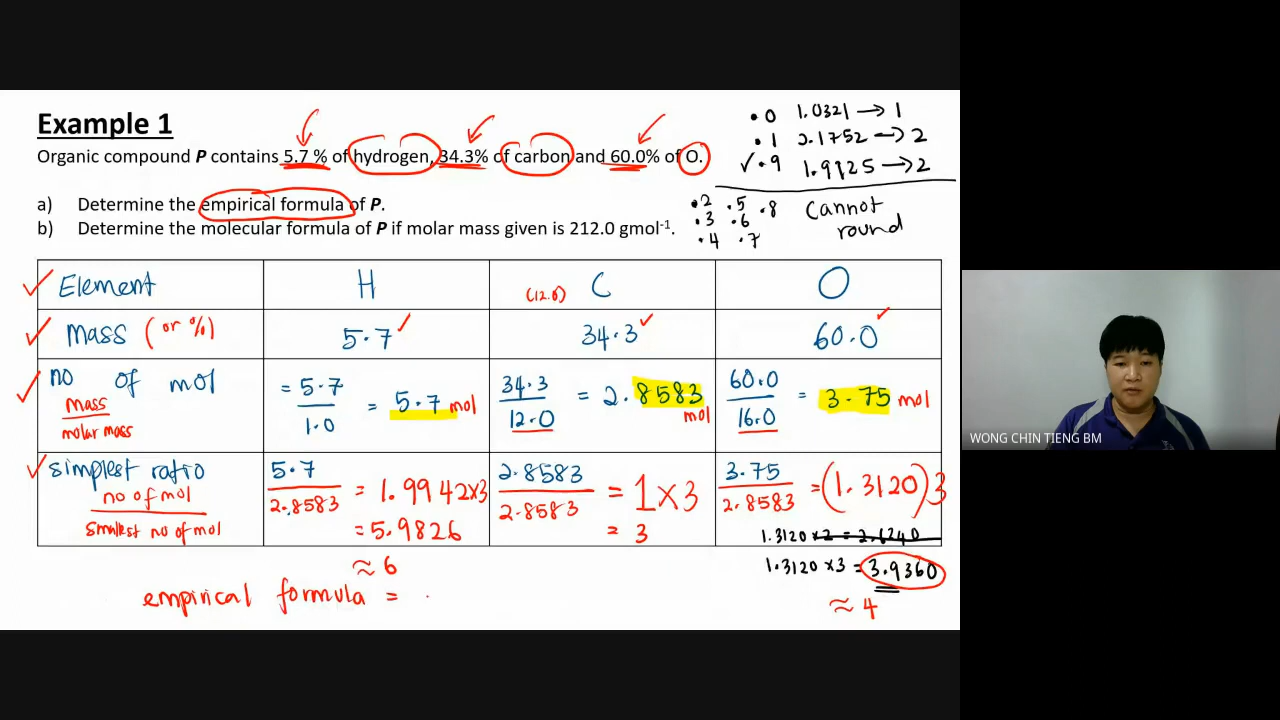 Example 1
Organic compound P contains 5.7 % of hydrogen, 34.3% of carbon and 60.0% of O.
a) Determine the empirical formula of P.
b) Determine the molecular formula of P if molar mass given is 212.0 gmol⁻¹.
.0 1.0321 → 1
.1 2.1752 → 2
✓ .9 1.9925 → 2
.2 .5 .8
.3 .6
.4 .7
Cannot
round
✓ Element H (12.0) C O
✓ Mass (or %) 5.7 ✓ 34.3 ✓ 60.0 ✓
✓ no of mol
mass
molar mass
= 5.7
1.0
= 5.7 mol
34.3
12.0
= 2.8583
mol
60.0
16.0
= 3.75 mol
✓ simplest ratio
no of mol
smallest no of mol
5.7
2.8583
= 1.9942×3
= 5.9826
≈ 6
2.8583
2.8583
= 1 × 3
= 3
3.75
2.8583
= (1.3120) 3
1.3120 × 2 = 2.6240
1.3120 × 3 = 3.9360
≈ 4
empirical formula =
WONG CHIN TIENG BM